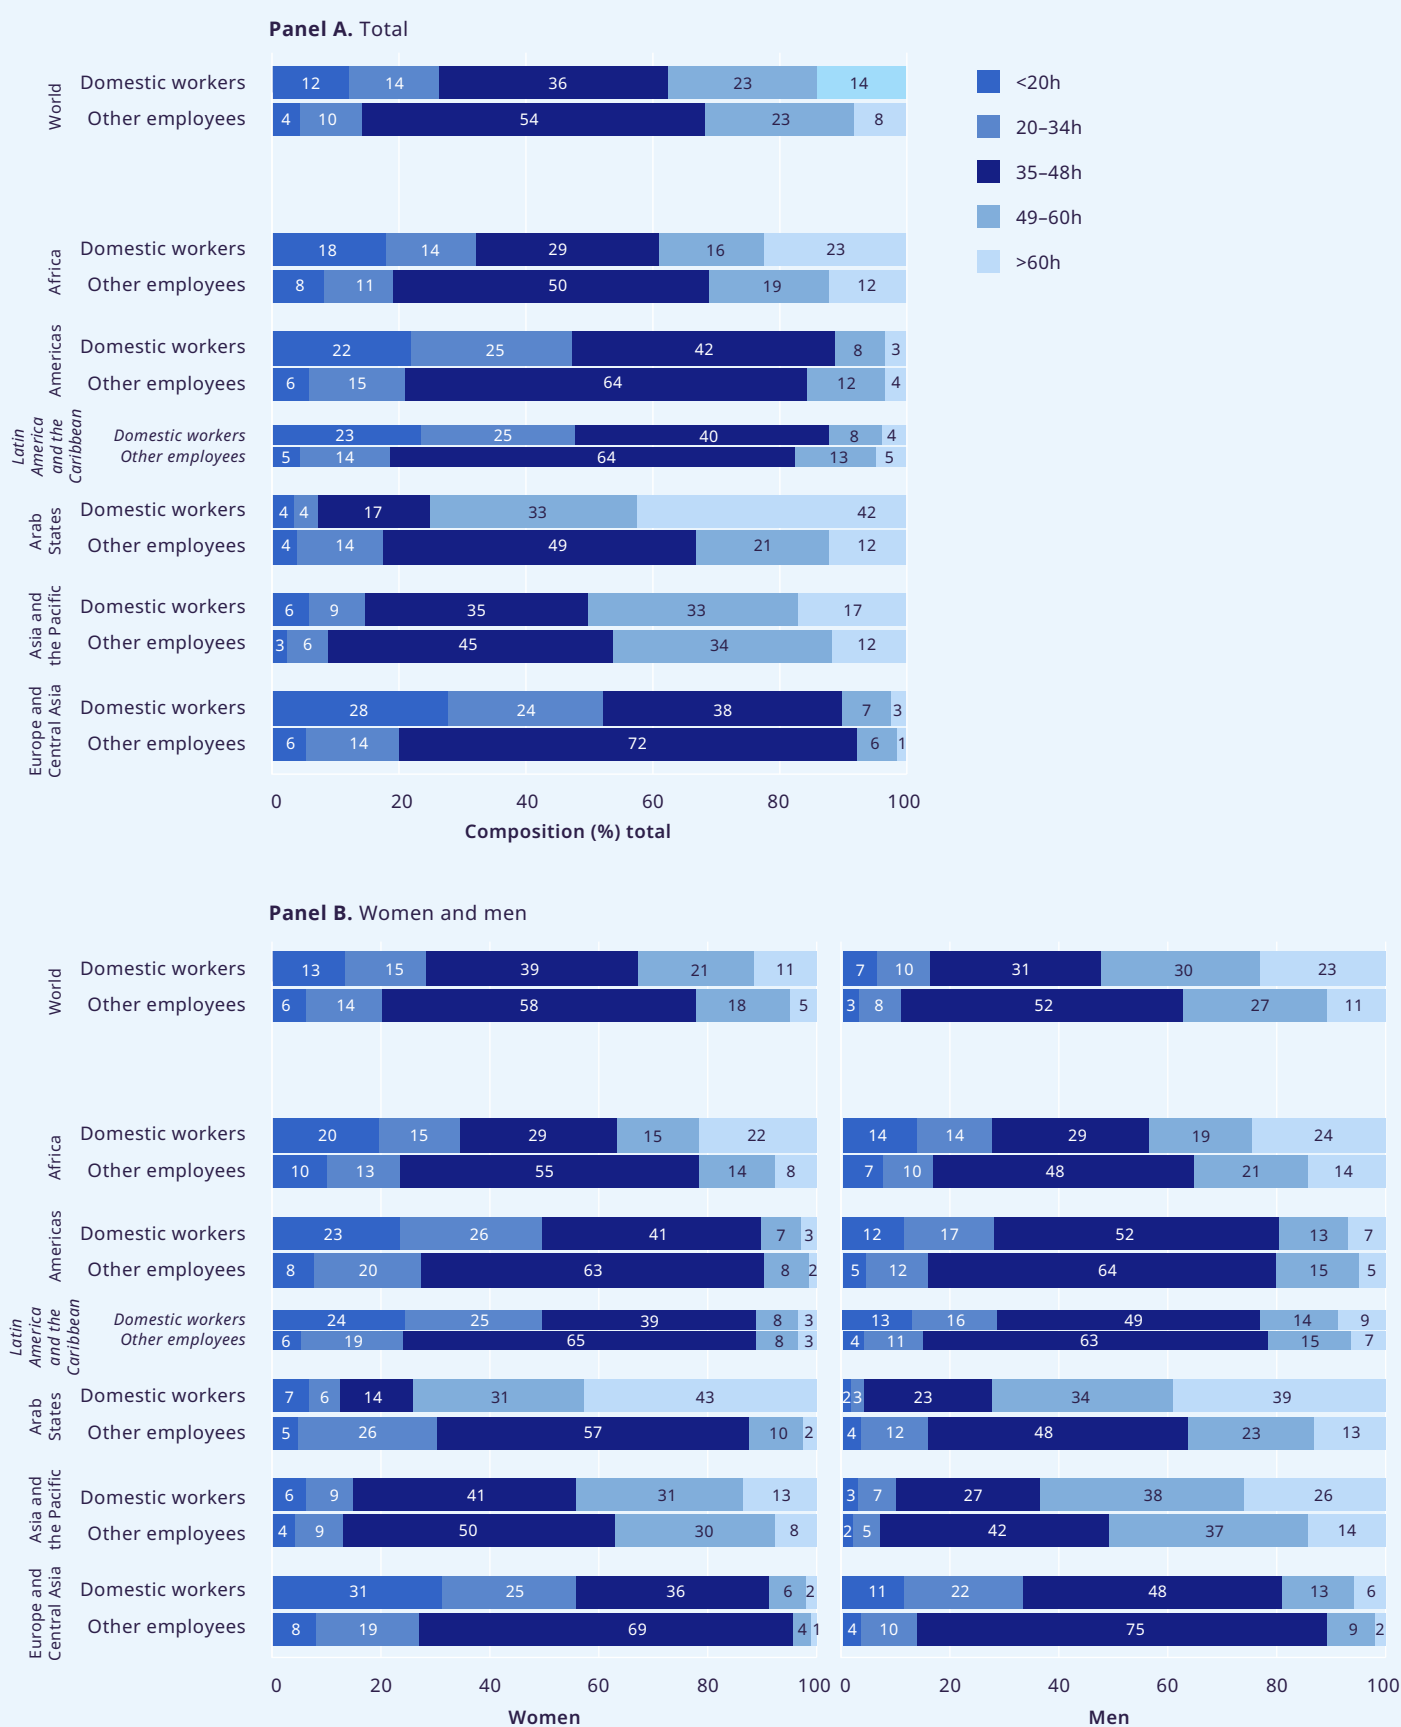 Panel A. Total
World
Domestic workers 12 14 36 23 14
Other employees 4 10 54 23 8
<20h
20–34h
35–48h
49–60h
>60h
Africa
Domestic workers 18 14 29 16 23
Other employees 8 11 50 19 12
Americas
Domestic workers 22 25 42 8 3
Other employees 6 15 64 12 4
Latin
America
and the
Caribbean
Domestic workers 23 25 40 8 4
Other employees 5 14 64 13 5
Arab
States
Domestic workers 4 4 17 33 42
Other employees 4 14 49 21 12
Asia and
the Pacific
Domestic workers 6 9 35 33 17
Other employees 3 6 45 34 12
Europe and
Central Asia
Domestic workers 28 24 38 7 3
Other employees 6 14 72 6 1
0 20 40 60 80 100
Composition (%) total
Panel B. Women and men
World
Domestic workers 13 15 39 21 11 7 10 31 30 23
Other employees 6 14 58 18 5 3 8 52 27 11
Africa
Domestic workers 20 15 29 15 22 14 14 29 19 24
Other employees 10 13 55 14 8 7 10 48 21 14
Americas
Domestic workers 23 26 41 7 3 12 17 52 13 7
Other employees 8 20 63 8 2 5 12 64 15 5
Latin
America
and the
Caribbean
Domestic workers 24 25 39 8 3 13 16 49 14 9
Other employees 6 19 65 8 3 4 11 63 15 7
Arab
States
Domestic workers 7 6 14 31 43 2 3 23 34 39
Other employees 5 26 57 10 2 4 12 48 23 13
Asia and
the Pacific
Domestic workers 6 9 41 31 13 3 7 27 38 26
Other employees 4 9 50 30 8 2 5 42 37 14
Europe and
Central Asia
Domestic workers 31 25 36 6 2 11 22 48 13 6
Other employees 8 19 69 4 1 4 10 75 9 2
0 20 40 60 80 100 0 20 40 60 80 100
Women Men